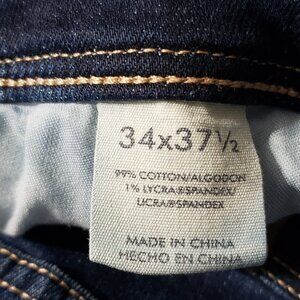 34x37½
99% COTTON/ALGODON
1% LYCRA®SPANDEX/
LICRA®SPANDEX
MADE IN CHINA
HECHO EN CHINA